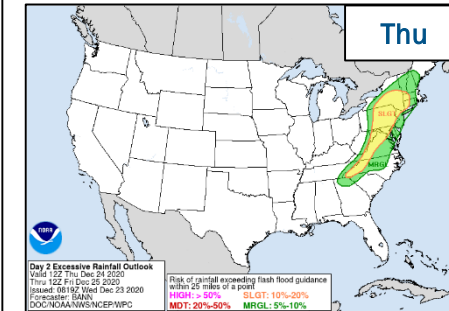 Thu
SLGT
MRGL
NOAA
Day 2 Excessive Rainfall Outlook
Valid 12Z Thu Dec 24 2020
Thru 12Z Fri Dec 25 2020
Issued: 0819Z Wed Dec 23 2020
Forecaster: BANN
DOC/NOAA/NWS/NCEP/WPC
Risk of rainfall exceeding flash flood guidance
within 25 miles of a point
HIGH: > 50% SLGT: 10%-20%
MDT: 20%-50% MRGL: 5%-10%